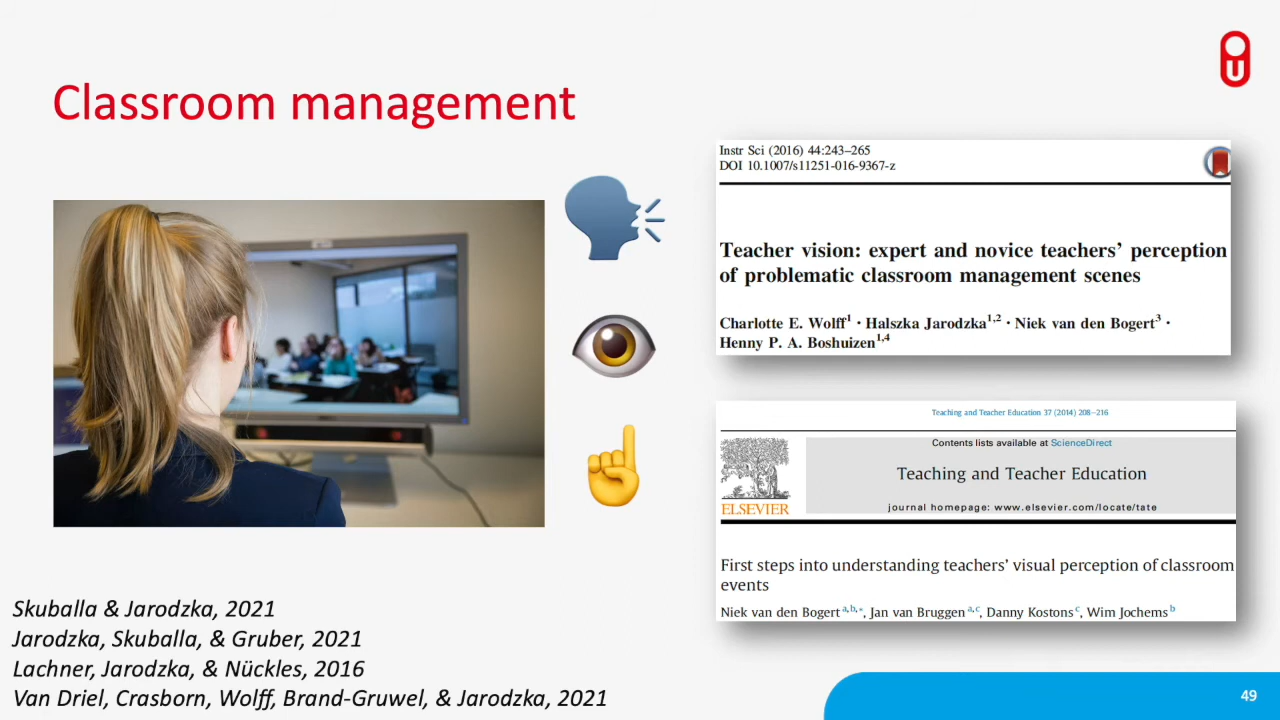 Classroom management
Instr Sci (2016) 44:243–265
DOI 10.1007/s11251-016-9367-z
Teacher vision: expert and novice teachers' perception
of problematic classroom management scenes
Charlotte E. Wolff1 · Halszka Jarodzka1,2 · Niek van den Bogert3 ·
Henny P. A. Boshuizen1,4
Teaching and Teacher Education 37 (2014) 208–216
Contents lists available at ScienceDirect
Teaching and Teacher Education
journal homepage: www.elsevier.com/locate/tate
ELSEVIER
First steps into understanding teachers' visual perception of classroom
events
Niek van den Bogert a,b,*, Jan van Bruggen a,c, Danny Kostons c, Wim Jochems b
Skuballa & Jarodzka, 2021
Jarodzka, Skuballa, & Gruber, 2021
Lachner, Jarodzka, & Nückles, 2016
Van Driel, Crasborn, Wolff, Brand-Gruwel, & Jarodzka, 2021
49